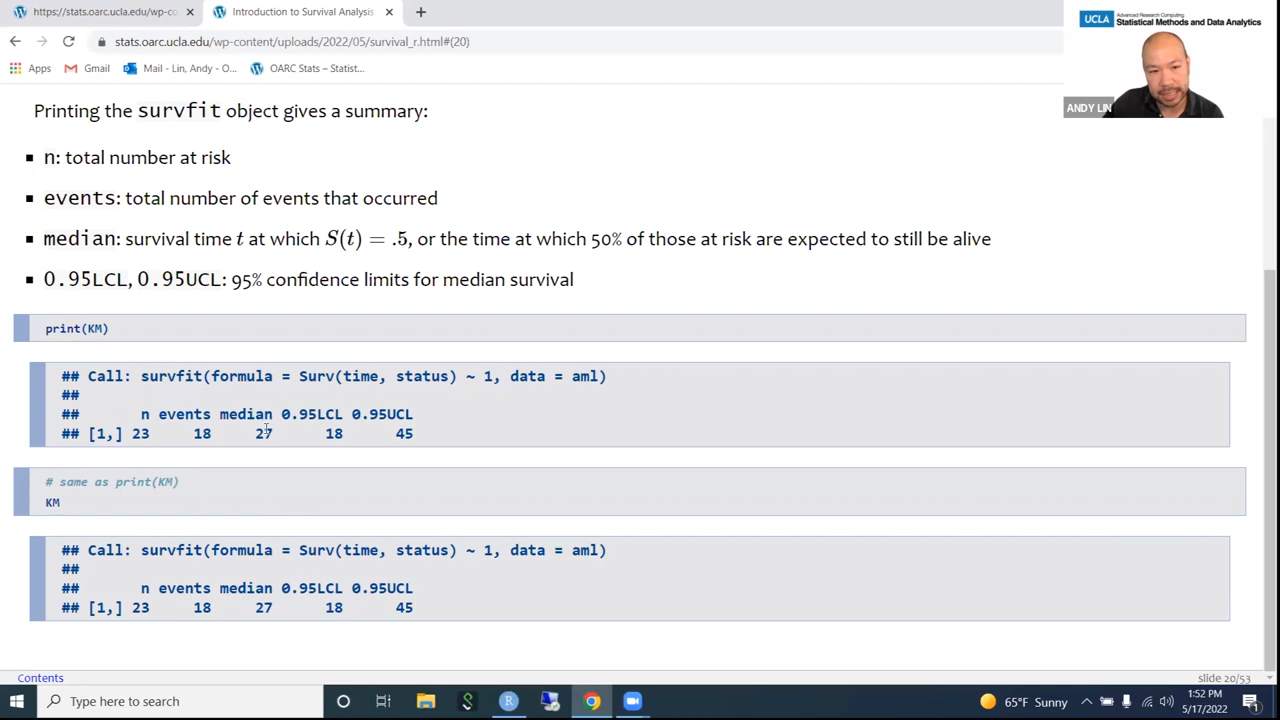 https://stats.oarc.ucla.edu/wp-co
Introduction to Survival Analysis
stats.oarc.ucla.edu/wp-content/uploads/2022/05/survival_r.html#(20)
Apps
Gmail
Mail - Lin, Andy - O...
OARC Stats – Statist...
UCLA
Advanced Research Computing
Statistical Methods and Data Analytics
ANDY LIN
Printing the survfit object gives a summary:
▪ n: total number at risk
▪ events: total number of events that occurred
▪ median: survival time t at which S(t) = .5, or the time at which 50% of those at risk are expected to still be alive
▪ 0.95LCL, 0.95UCL: 95% confidence limits for median survival
print(KM)
## Call: survfit(formula = Surv(time, status) ~ 1, data = aml)
##
## n events median 0.95LCL 0.95UCL
## [1,] 23 18 27 18 45
# same as print(KM)
KM
## Call: survfit(formula = Surv(time, status) ~ 1, data = aml)
##
## n events median 0.95LCL 0.95UCL
## [1,] 23 18 27 18 45
Contents
slide 20/53
Type here to search
65°F Sunny
1:52 PM
5/17/2022